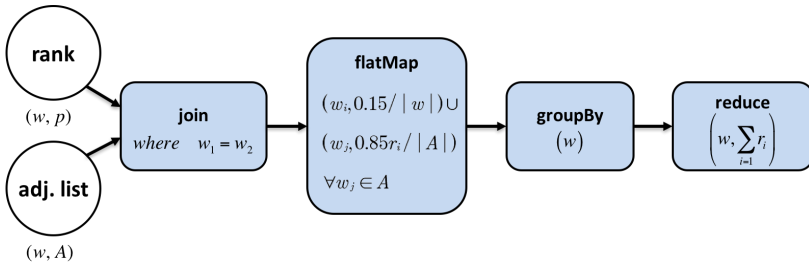 rank
(w, p)
adj. list
(w, A)
join
where w₁ = w₂
flatMap
(wᵢ,0.15/ | w |)∪
(wⱼ,0.85rᵢ/ | A |)
∀wⱼ ∈ A
groupBy
(w)
reduce
(w, ∑ᵢ₌₁ rᵢ)